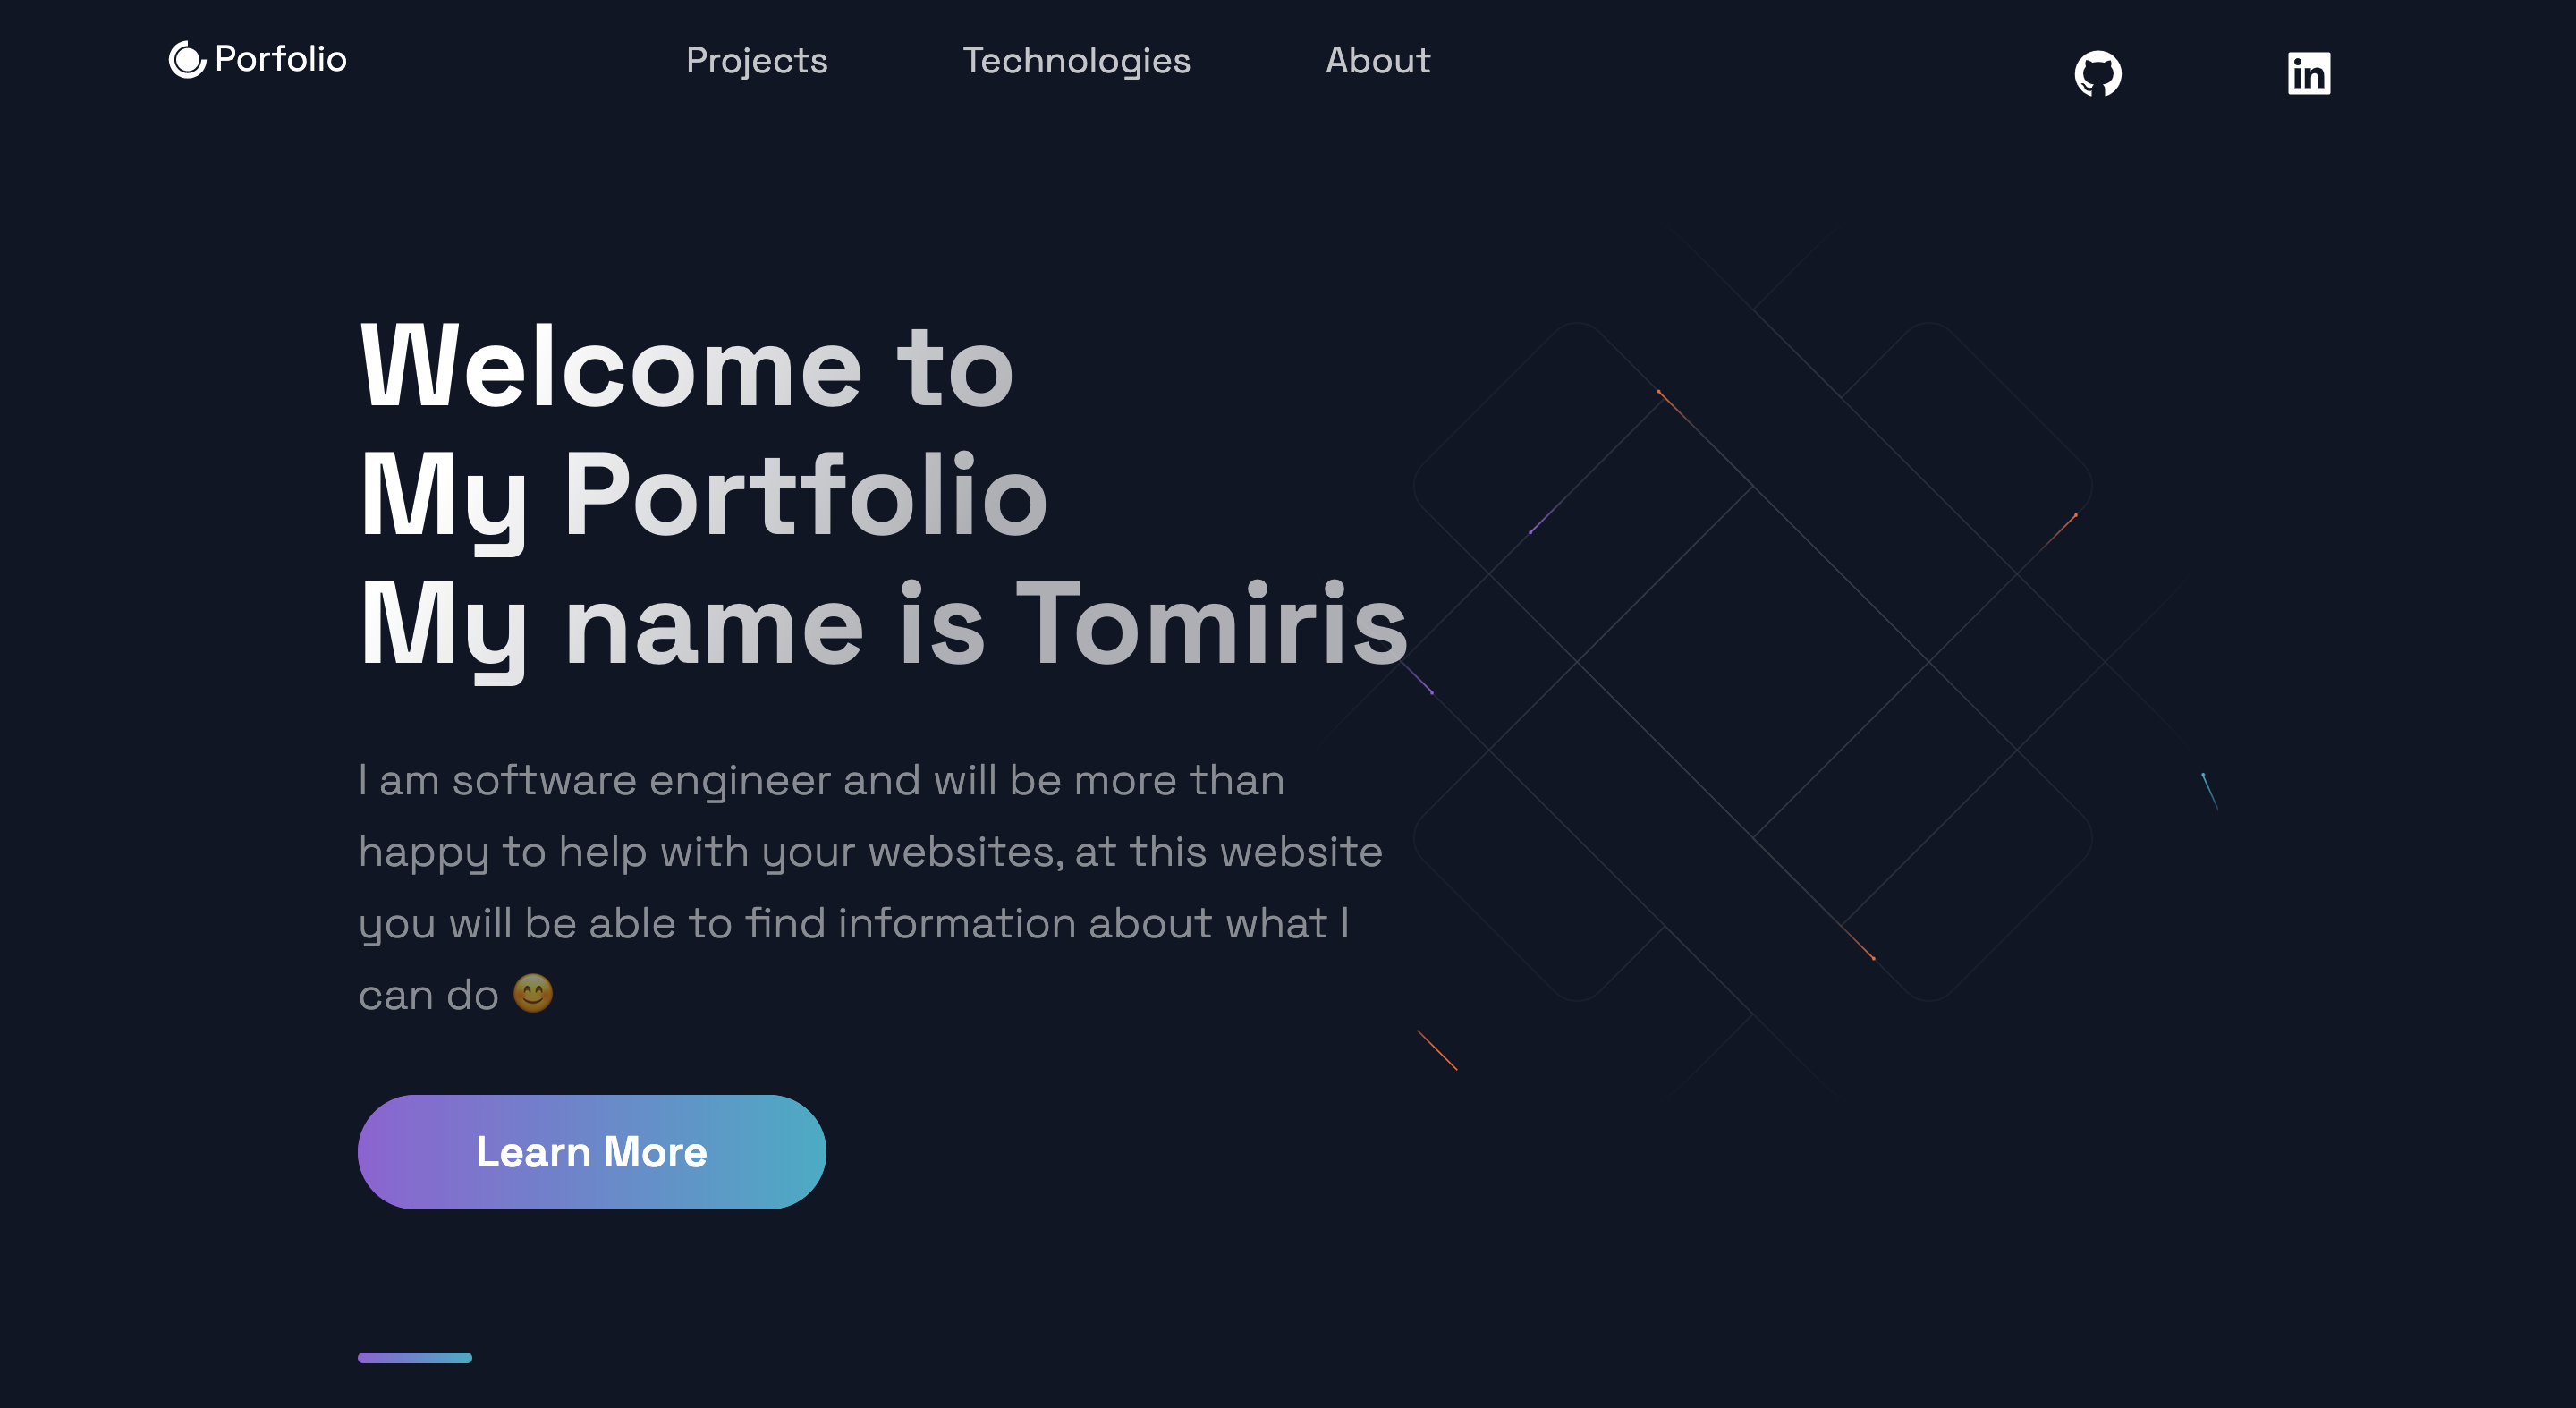 Porfolio
Projects
Technologies
About
in
Welcome to
My Portfolio
My name is Tomiris
I am software engineer and will be more than
happy to help with your websites, at this website
you will be able to find information about what I
can do 😊
Learn More